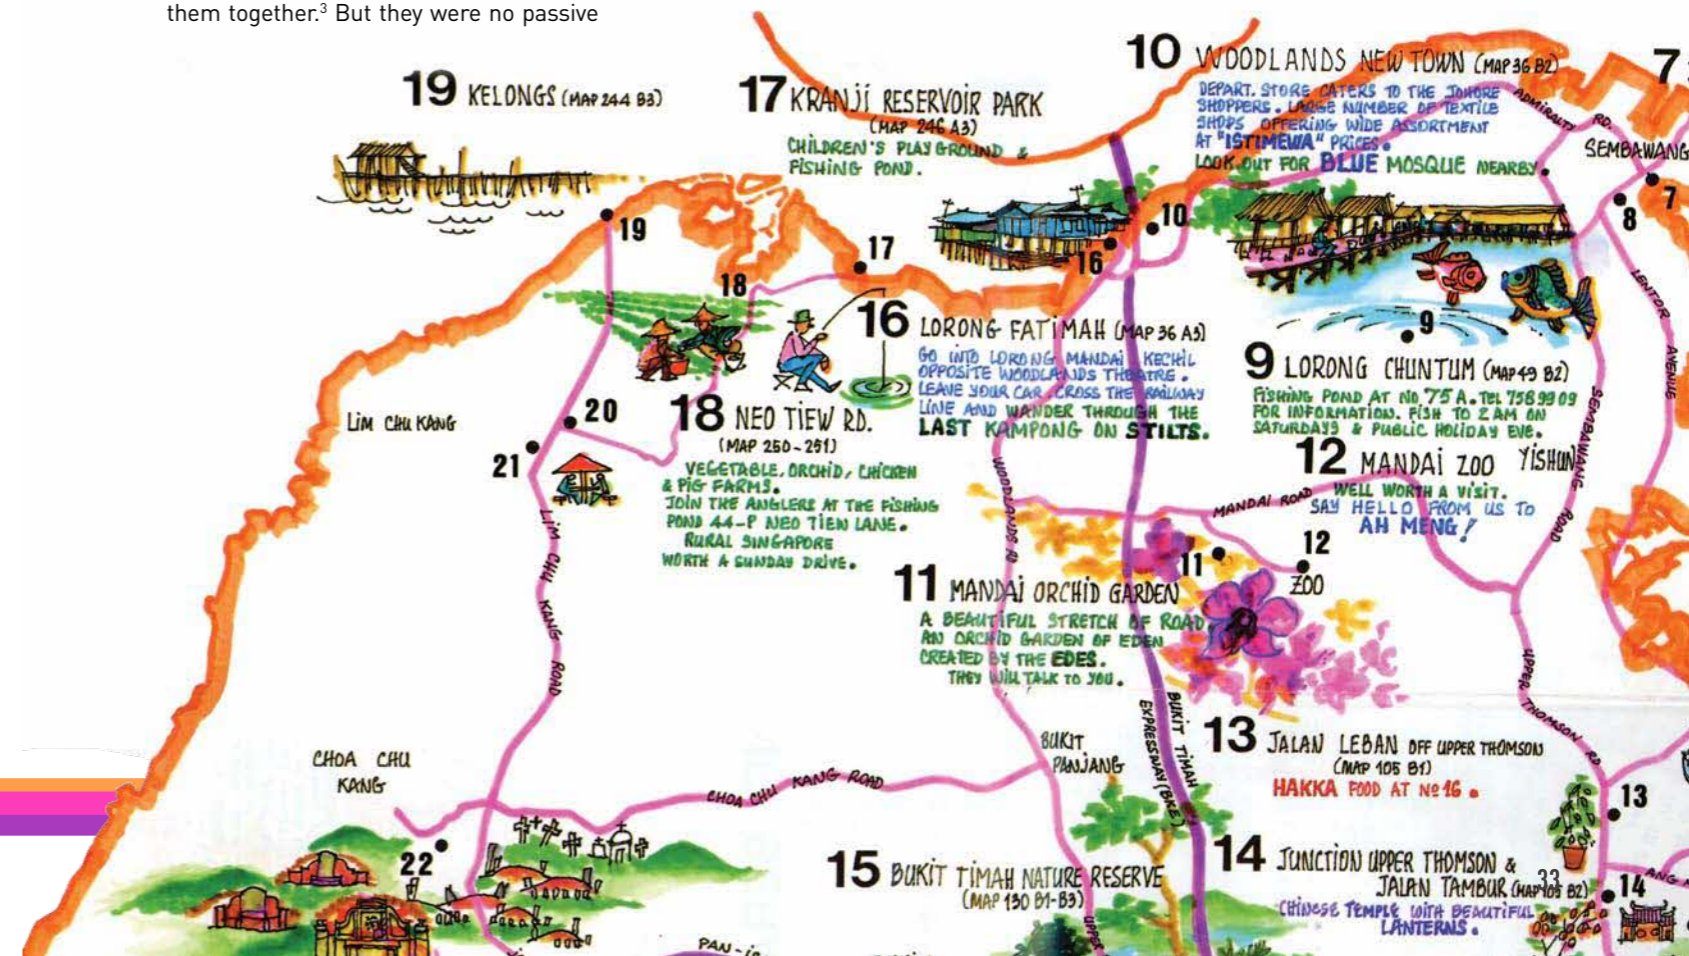 them together.³ But they were no passive
19 KELONGS (MAP 244 B3)
17 KRANJI RESERVOIR PARK
(MAP 246 A3)
CHILDREN'S PLAYGROUND &
FISHING POND.
10 WOODLANDS NEW TOWN (MAP 36 B2)
DEPART. STORE CATERS TO THE JOHORE
SHOPPERS. LARGE NUMBER OF TEXTILE
SHOPS OFFERING WIDE ASSORTMENT
AT "ISTIMEWA" PRICES.
LOOK OUT FOR BLUE MOSQUE NEARBY.
7
ADMIRALTY RD.
SEMBAWANG
7
8
19
17
10
16
18
LENTOR AVENUE
16 LORONG FATIMAH (MAP 36 A3)
GO INTO LORONG MANDAI KECHIL
OPPOSITE WOODLANDS THEATRE.
LEAVE YOUR CAR, CROSS THE RAILWAY
LINE AND WANDER THROUGH THE
LAST KAMPONG ON STILTS.
9
9 LORONG CHUNTUM (MAP 49 B2)
FISHING POND AT NO. 75 A. TEL 7589909
FOR INFORMATION. FISH TO 2 AM ON
SATURDAYS & PUBLIC HOLIDAY EVE.
SEMBAWANG ROAD
LIM CHU KANG
20
21
18 NEO TIEW RD.
(MAP 250-251)
VEGETABLE, ORCHID, CHICKEN
& PIG FARMS.
JOIN THE ANGLERS AT THE FISHING
POND 44-P NEO TIEW LANE.
RURAL SINGAPORE
WORTH A SUNDAY DRIVE.
12 MANDAI ZOO
YISHUN
WELL WORTH A VISIT.
SAY HELLO FROM US TO
AH MENG!
MANDAI ROAD
WOODLANDS RD
LIM CHU KANG ROAD
11
12
ZOO
11 MANDAI ORCHID GARDEN
A BEAUTIFUL STRETCH OF ROAD
AN ORCHID GARDEN OF EDEN
CREATED BY THE EDES.
THEY WILL TALK TO YOU.
UPPER THOMSON RD
BUKIT TIMAH
EXPRESSWAY (BKE)
BUKIT
PANJANG
13 JALAN LEBAN OFF UPPER THOMSON
(MAP 105 B1)
HAKKA FOOD AT No 16.
CHOA CHU
KANG
CHOA CHU KANG ROAD
13
22
15 BUKIT TIMAH NATURE RESERVE
(MAP 130 B1-B3)
14 JUNCTION UPPER THOMSON &
JALAN TAMBUR (MAP 105 B2)
CHINESE TEMPLE WITH BEAUTIFUL
LANTERNS.
33
14
ANG
UPPER
PAN-